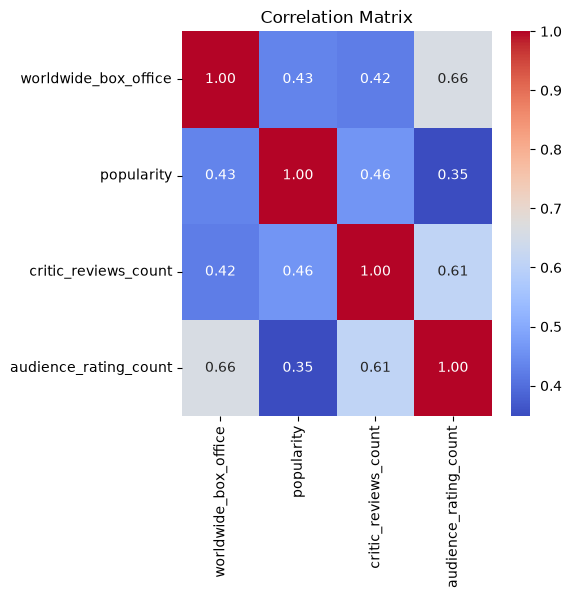 Correlation Matrix
worldwide_box_office 1.00 0.43 0.42 0.66
popularity 0.43 1.00 0.46 0.35
critic_reviews_count 0.42 0.46 1.00 0.61
audience_rating_count 0.66 0.35 0.61 1.00
worldwide_box_office
popularity
critic_reviews_count
audience_rating_count
1.0
0.9
0.8
0.7
0.6
0.5
0.4